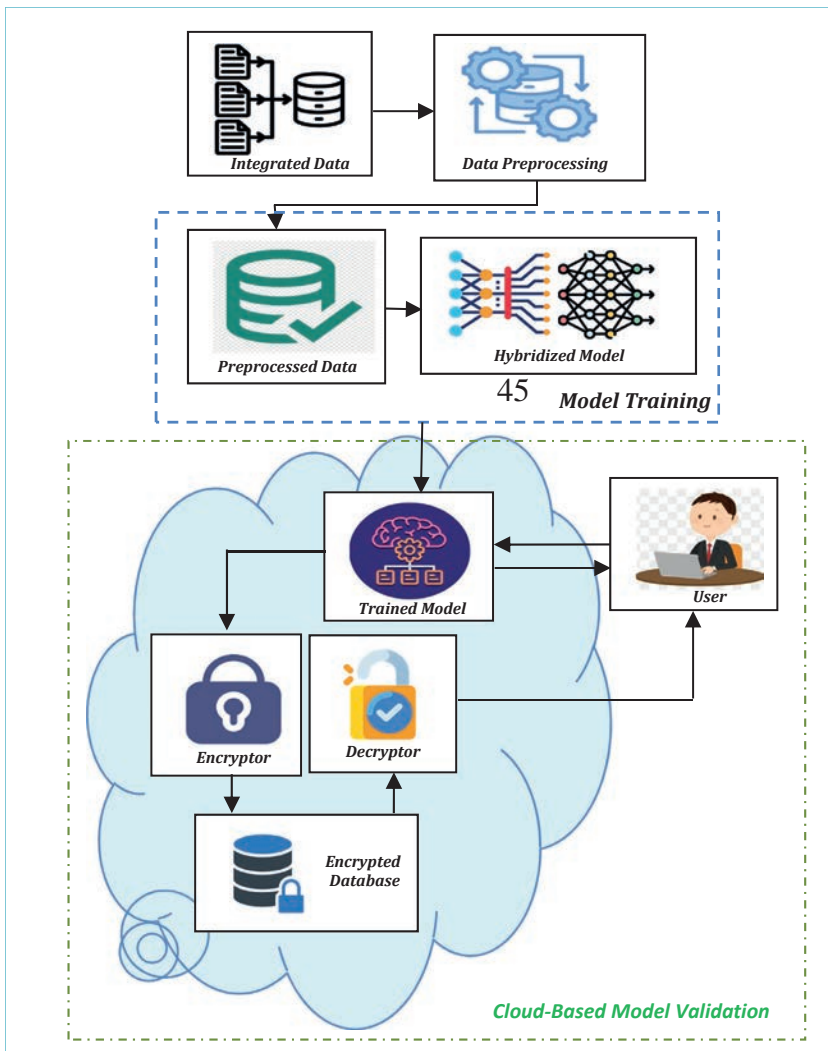 Integrated Data
Data Preprocessing
Preprocessed Data
Hybridized Model
45
Model Training
Trained Model
User
Encryptor
Decryptor
Encrypted
Database
Cloud-Based Model Validation